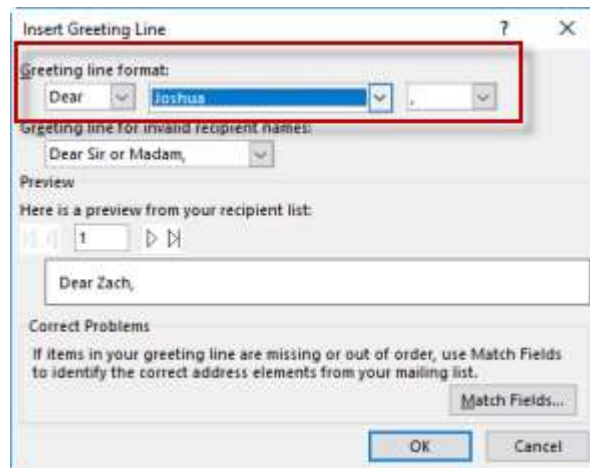 Insert Greeting Line ? ×
Greeting line format:
Dear Joshua ,
Greeting line for invalid recipient names:
Dear Sir or Madam,
Preview
Here is a preview from your recipient list:
1
Dear Zach,
Correct Problems
If items in your greeting line are missing or out of order, use Match Fields
to identify the correct address elements from your mailing list.
Match Fields...
OK Cancel